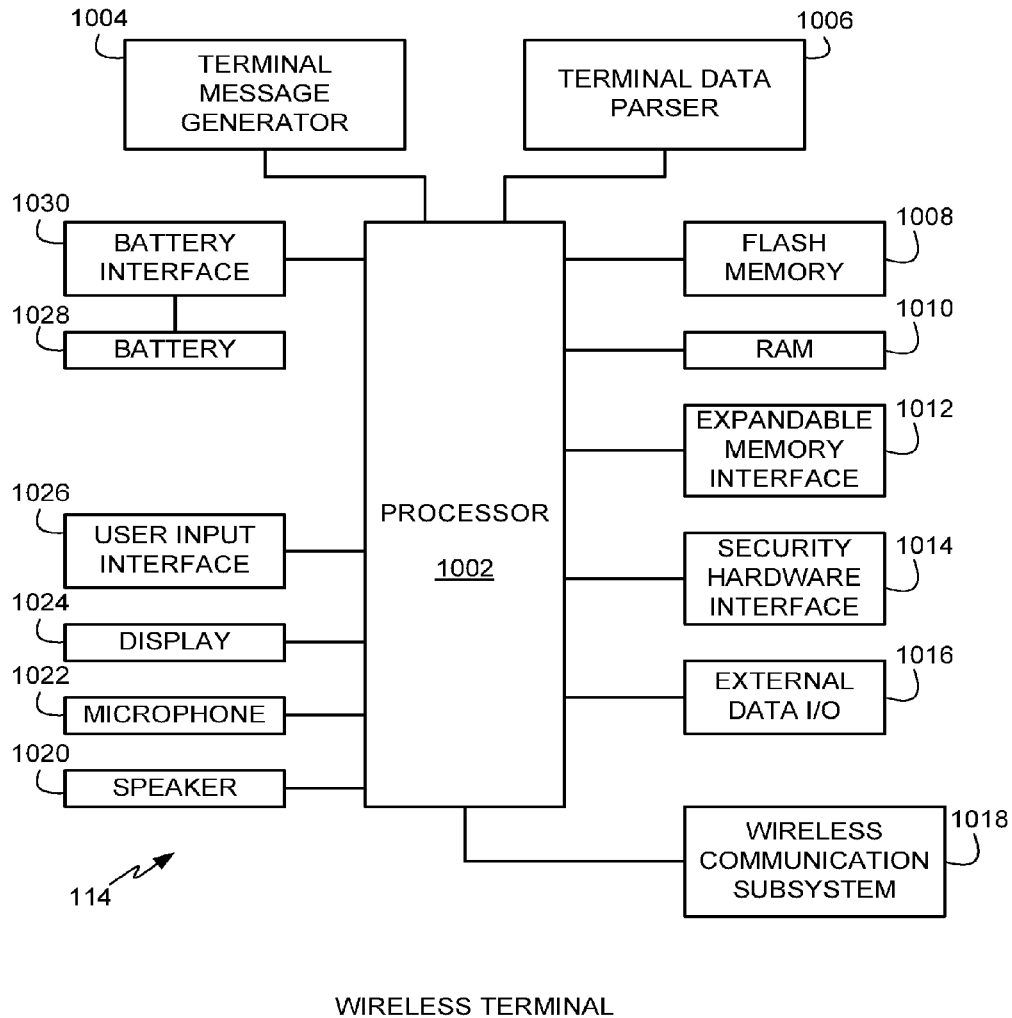 1004
TERMINAL
MESSAGE
GENERATOR
1006
TERMINAL DATA
PARSER
1030
BATTERY
INTERFACE
1028
BATTERY
1026
USER INPUT
INTERFACE
1024
DISPLAY
1022
MICROPHONE
1020
SPEAKER
114
PROCESSOR
1002
1008
FLASH
MEMORY
1010
RAM
1012
EXPANDABLE
MEMORY
INTERFACE
1014
SECURITY
HARDWARE
INTERFACE
1016
EXTERNAL
DATA I/O
1018
WIRELESS
COMMUNICATION
SUBSYSTEM
WIRELESS TERMINAL